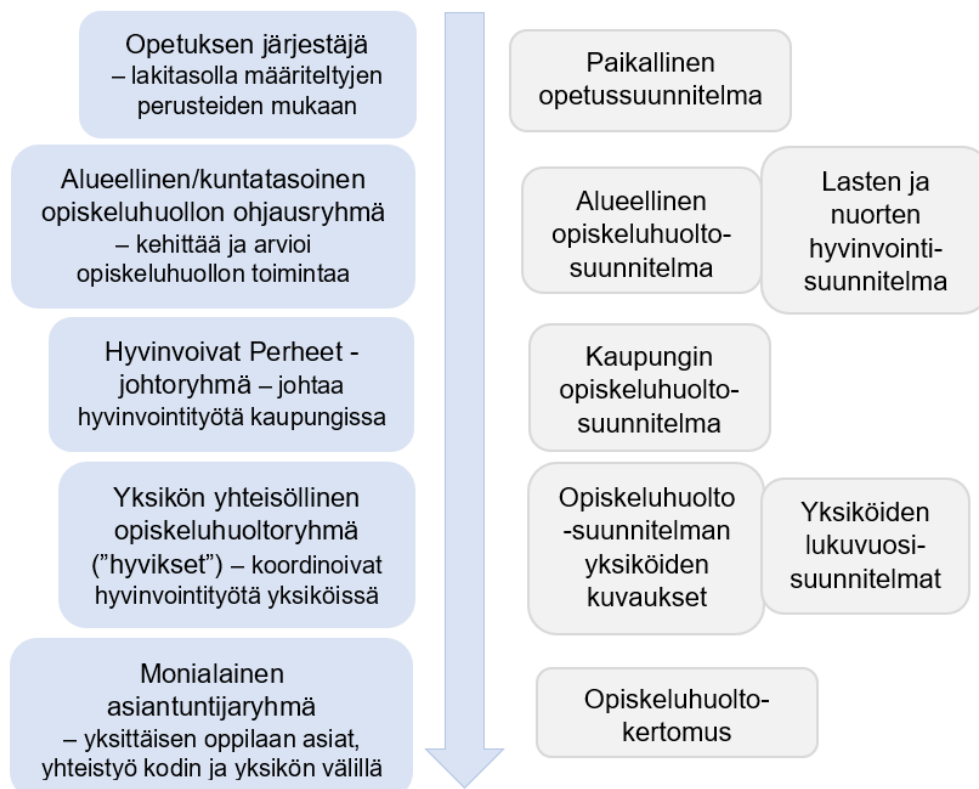 Opetuksen järjestäjä
– lakitasolla määriteltyjen
perusteiden mukaan
Paikallinen
opetussuunnitelma
Alueellinen/kuntatasoinen
opiskeluhuollon ohjausryhmä
– kehittää ja arvioi
opiskeluhuollon toimintaa
Alueellinen
opiskeluhuolto-
suunnitelma
Lasten ja
nuorten
hyvinvointi-
suunnitelma
Hyvinvoivat Perheet -
johtoryhmä – johtaa
hyvinvointityötä kaupungissa
Kaupungin
opiskeluhuolto-
suunnitelma
Yksikön yhteisöllinen
opiskeluhuoltoryhmä
(”hyvikset”) – koordinoivat
hyvinvointityötä yksiköissä
Opiskeluhuolto
-suunnitelman
yksiköiden
kuvaukset
Yksiköiden
lukuvuosi-
suunnitelmat
Monialainen
asiantuntijaryhmä
– yksittäisen oppilaan asiat,
yhteistyö kodin ja yksikön välillä
Opiskeluhuolto-
kertomus